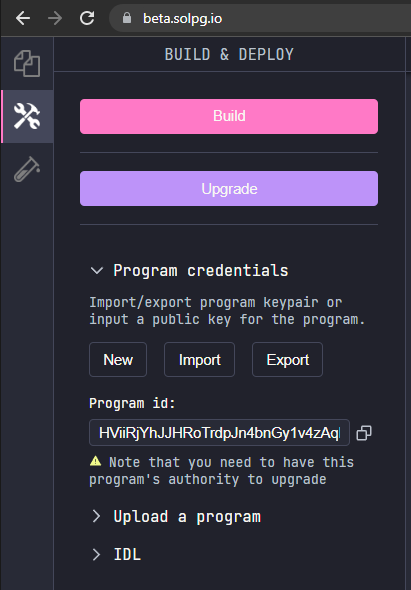 beta.solpg.io
BUILD & DEPLOY
Build
Upgrade
Program credentials
Import/export program keypair or
input a public key for the program.
New Import Export
Program id:
HViiRjYhJJHRoTrdpJn4bnGy1v4zAq
Note that you need to have this
program's authority to upgrade
Upload a program
IDL